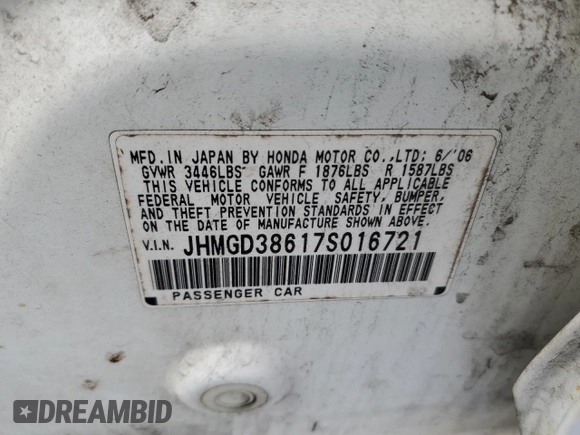 MFD.IN JAPAN BY HONDA MOTOR CO.,LTD; 6/'06
GVWR 3446LBS GAWR F 1876LBS R 1587LBS
THIS VEHICLE CONFORMS TO ALL APPLICABLE
FEDERAL MOTOR VEHICLE SAFETY, BUMPER,
AND THEFT PREVENTION STANDARDS IN EFFECT
ON THE DATE OF MANUFACTURE SHOWN ABOVE.
V.I.N. JHMGD38617S016721
PASSENGER CAR
DREAMBID